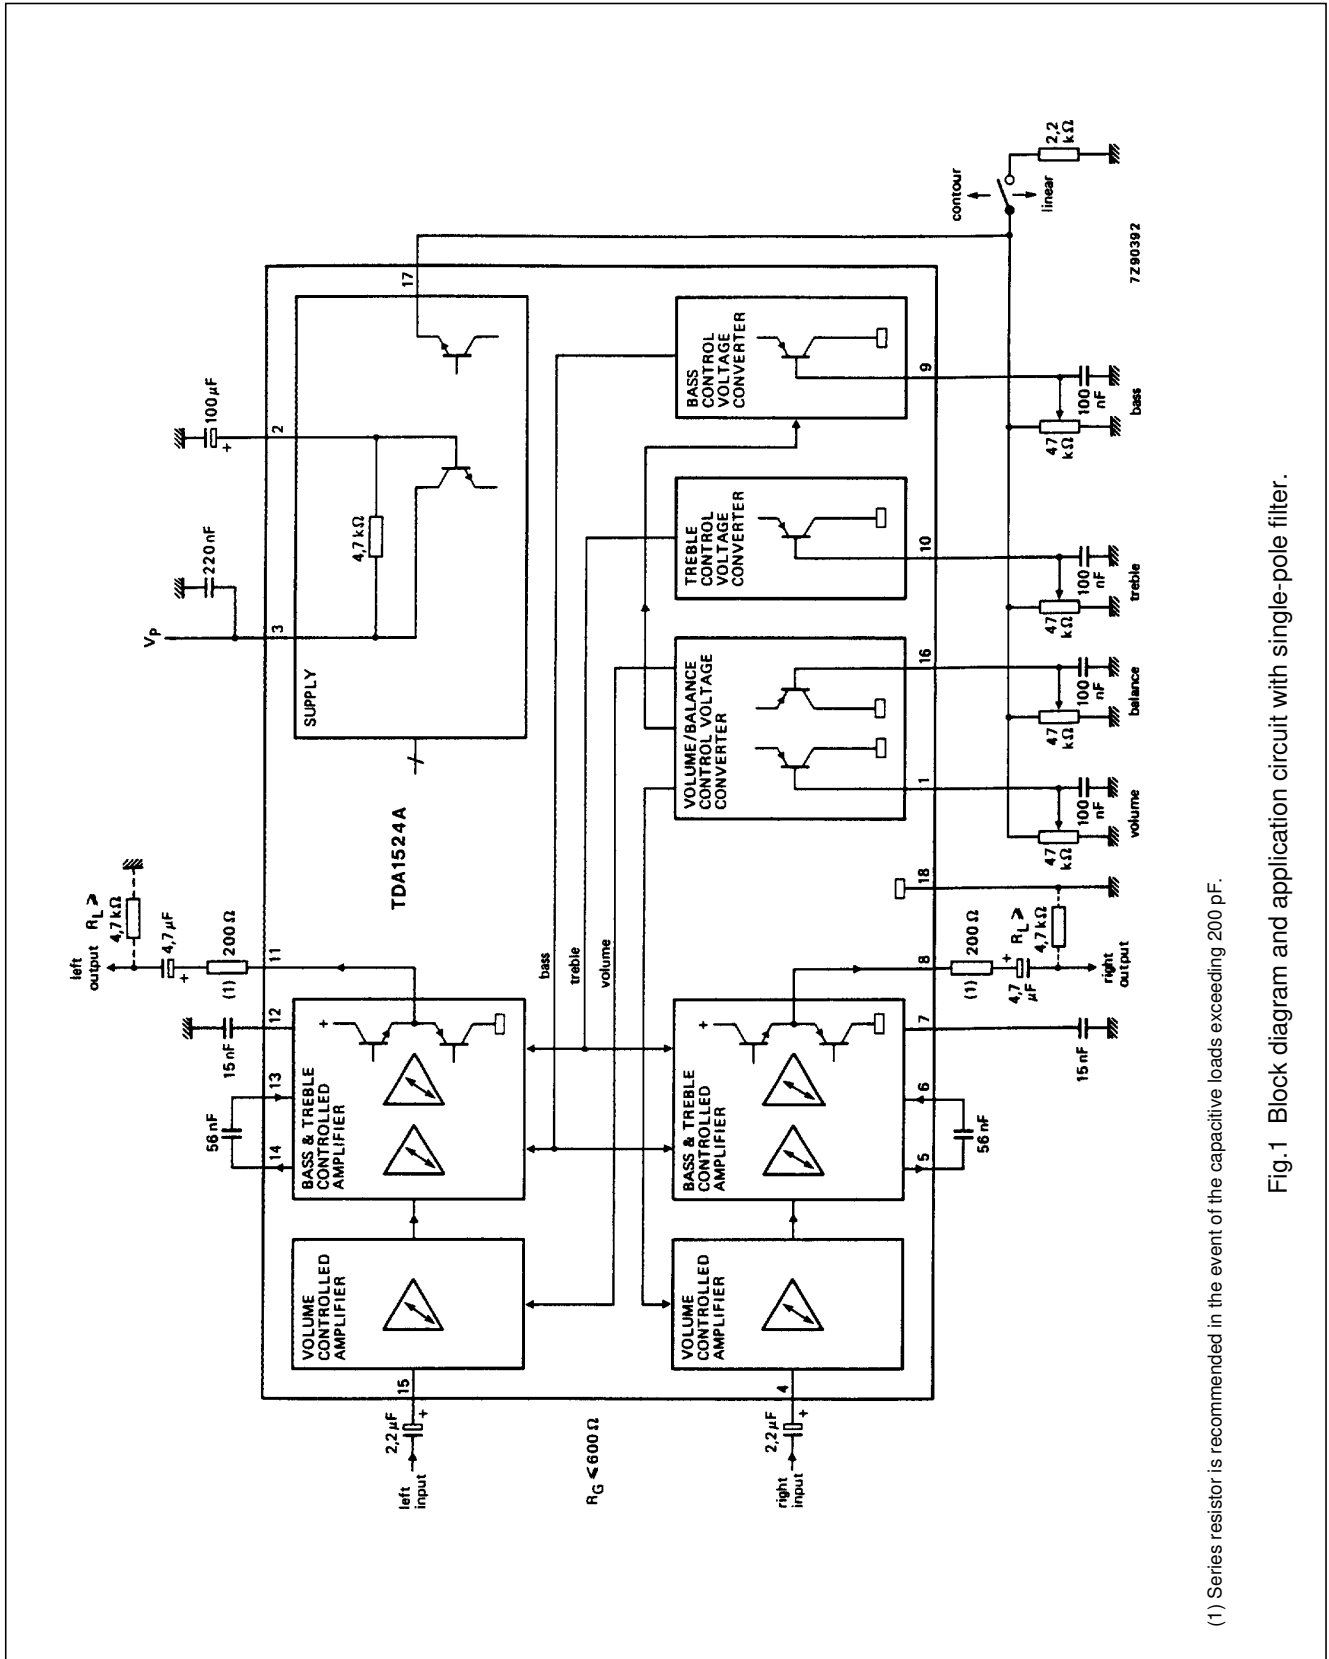 left
output
R_L ⩾
4,7 kΩ
4,7 µF
+
(1)
200 Ω
11
V_P
220 nF
3
100 µF
+
2
56 nF
14
13
15 nF
12
SUPPLY
4,7 kΩ
17
TDA1524A
VOLUME
CONTROLLED
AMPLIFIER
BASS & TREBLE
CONTROLLED
AMPLIFIER
+
left
input
2,2 µF
+
15
R_G ⩽ 600 Ω
bass
treble
volume
right
input
2,2 µF
+
4
VOLUME
CONTROLLED
AMPLIFIER
BASS & TREBLE
CONTROLLED
AMPLIFIER
+
VOLUME/BALANCE
CONTROL VOLTAGE
CONVERTER
TREBLE
CONTROL
VOLTAGE
CONVERTER
BASS
CONTROL
VOLTAGE
CONVERTER
5
6
56 nF
7
15 nF
8
(1)
200 Ω
4,7
µF
+
R_L ⩾
4,7 kΩ
right
output
18
1
16
10
9
contour
linear
2,2
kΩ
47
kΩ
100
nF
volume
47
kΩ
100
nF
balance
47
kΩ
100
nF
treble
47
kΩ
100
nF
bass
7Z90392
(1) Series resistor is recommended in the event of the capacitive loads exceeding 200 pF.
Fig.1 Block diagram and application circuit with single-pole filter.